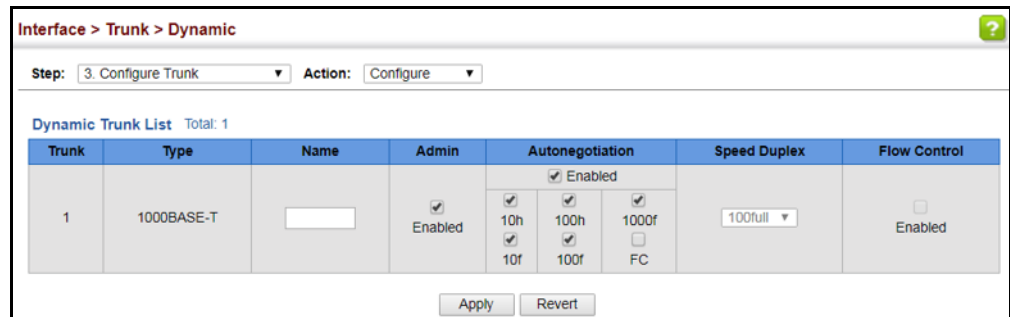 Interface > Trunk > Dynamic
?
Step: 3. Configure Trunk Action: Configure
Dynamic Trunk List Total: 1
Trunk Type Name Admin Autonegotiation Speed Duplex Flow Control
Enabled
1 1000BASE-T Enabled 10h 100h 1000f 100full Enabled
10f 100f FC
Apply Revert